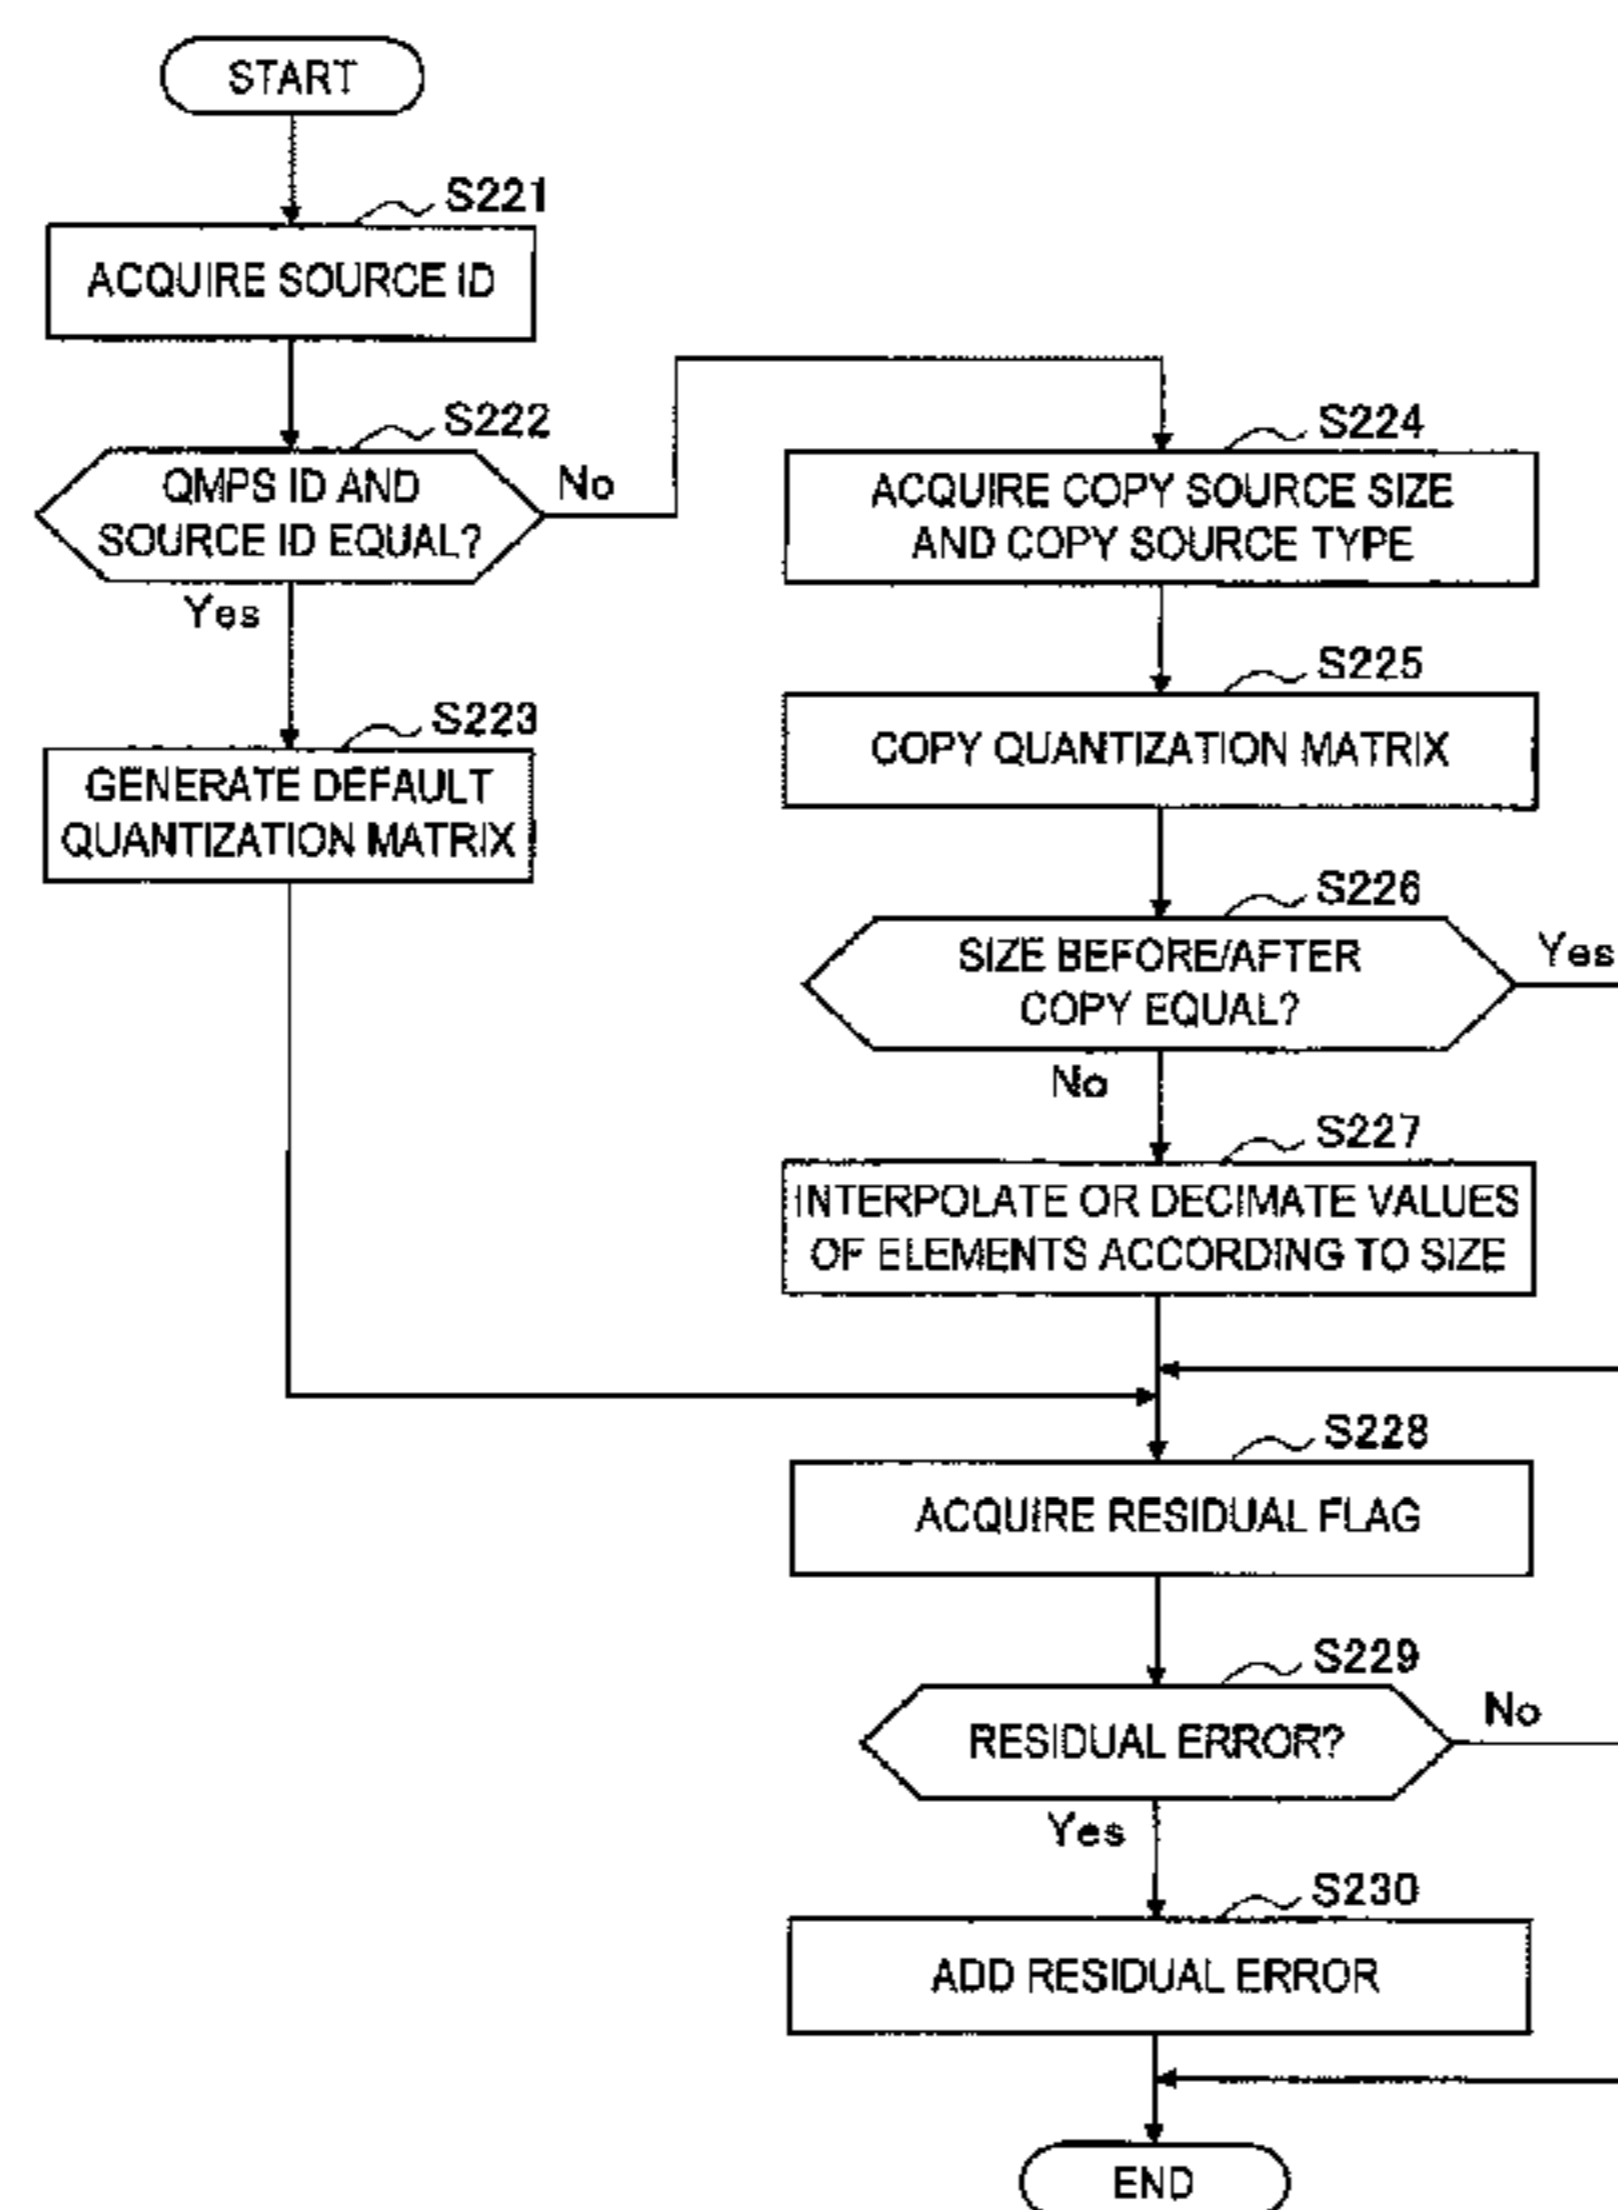 START
S221
ACQUIRE SOURCE ID
S222
QMPS ID AND
SOURCE ID EQUAL?
No
Yes
S223
GENERATE DEFAULT
QUANTIZATION MATRIX
S224
ACQUIRE COPY SOURCE SIZE
AND COPY SOURCE TYPE
S225
COPY QUANTIZATION MATRIX
S226
SIZE BEFORE/AFTER
COPY EQUAL?
Yes
No
S227
INTERPOLATE OR DECIMATE VALUES
OF ELEMENTS ACCORDING TO SIZE
S228
ACQUIRE RESIDUAL FLAG
S229
RESIDUAL ERROR?
No
Yes
S230
ADD RESIDUAL ERROR
END